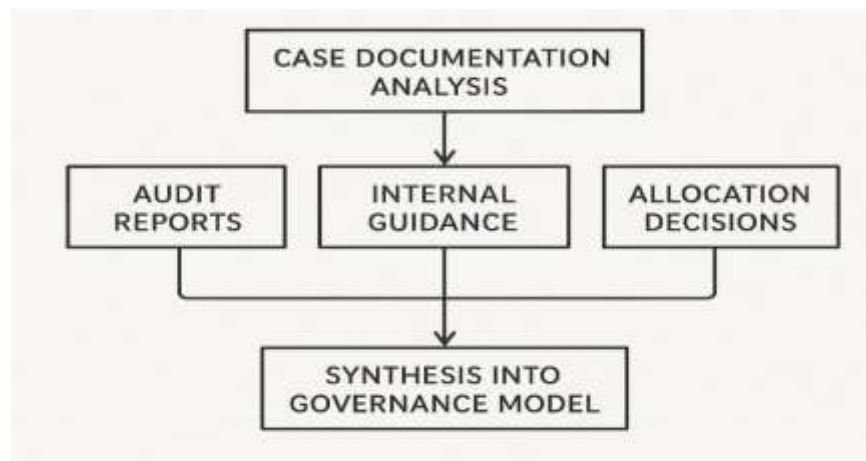 CASE DOCUMENTATION
ANALYSIS
AUDIT
REPORTS
INTERNAL
GUIDANCE
ALLOCATION
DECISIONS
SYNTHESIS INTO
GOVERNANCE MODEL